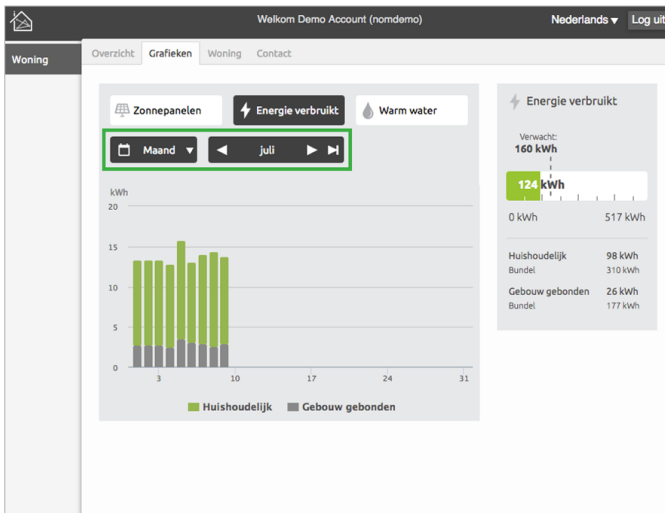 Welkom Demo Account (nomdemo)
Nederlands ▾ Log uit
Woning
Overzicht Grafieken Woning Contact
Zonnepanelen Energie verbruikt Warm water
Maand juli
kWh
20
15
10
5
0
3 10 17 24 31
Huishoudelijk Gebouw gebonden
Energie verbruikt
Verwacht:
160 kWh
124 kWh
0 kWh 517 kWh
Huishoudelijk 98 kWh
Bundel 310 kWh
Gebouw gebonden 26 kWh
Bundel 177 kWh